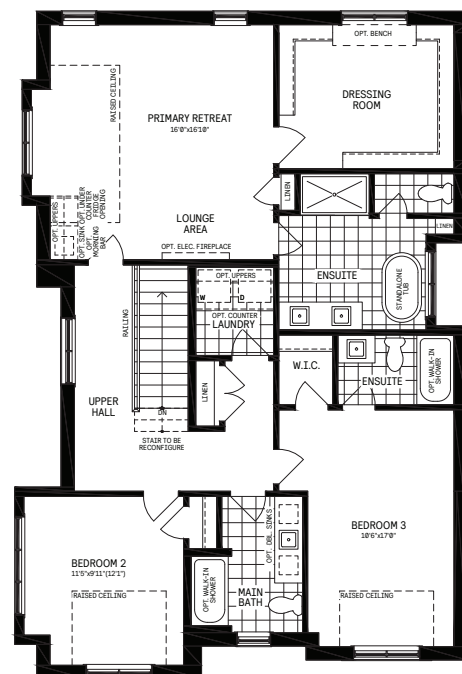 OPT. BENCH
DRESSING
ROOM
RAISED CEILING
PRIMARY RETREAT
16'0"x16'10"
LINEN
LINEN
OPT. UPPERS
OPT. SINK
OPT. UNDER
COUNTER
FRIDGE
OPENING
OPT.
MORNING
BAR
LOUNGE
AREA
OPT. ELEC. FIREPLACE
ENSUITE
STANDALONE
TUB
OPT. UPPERS
W
D
OPT. COUNTER
LAUNDRY
RAILING
W.I.C.
ENSUITE
OPT. WALK-IN
SHOWER
LINEN
UPPER
HALL
DN
STAIR TO BE
RECONFIGURE
BEDROOM 2
11'5"x9'11"(12'1")
RAISED CEILING
OPT. DBL SINKS
OPT. WALK-IN
SHOWER
MAIN
BATH
BEDROOM 3
10'6"x17'0"
RAISED CEILING